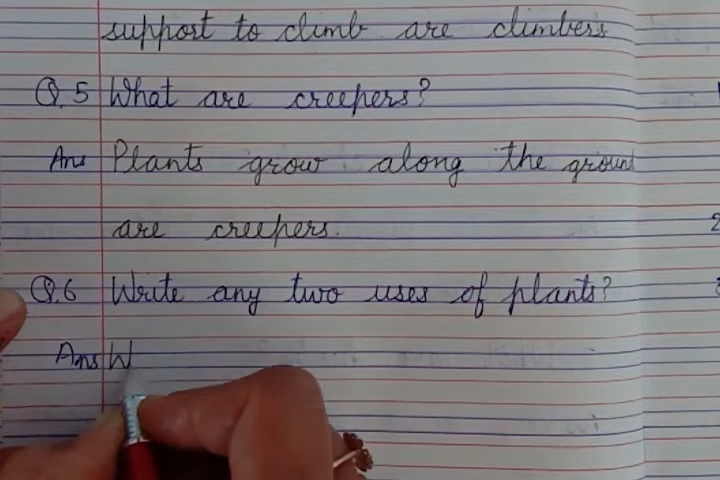 support to climb are climbers
Q.5 What are creepers?
Ans Plants grow along the ground
are creepers.
Q.6 Write any two uses of plants?
Ans W
2